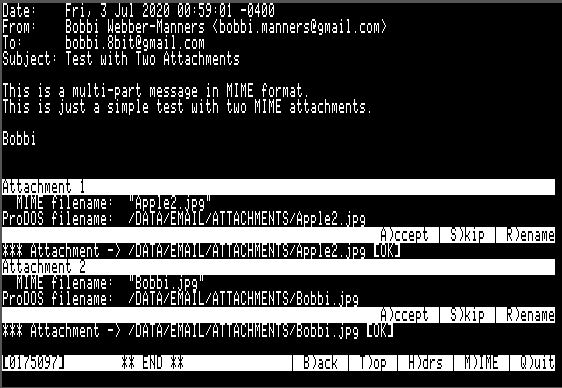 Date:    Fri, 3 Jul 2020 00:59:01 -0400
From:    Bobbi Webber-Manners <bobbi.manners@gmail.com>
To:      bobbi.8bit@gmail.com
Subject: Test with Two Attachments
This is a multi-part message in MIME format.
This is just a simple test with two MIME attachments.
Bobbi
Attachment 1
  MIME filename:  "Apple2.jpg"
ProDOS filename:  /DATA/EMAIL/ATTACHMENTS/Apple2.jpg
A)ccept | S)kip | R)ename
*** Attachment -> /DATA/EMAIL/ATTACHMENTS/Apple2.jpg [OK]
Attachment 2
  MIME filename:  "Bobbi.jpg"
ProDOS filename:  /DATA/EMAIL/ATTACHMENTS/Bobbi.jpg
A)ccept | S)kip | R)ename
*** Attachment -> /DATA/EMAIL/ATTACHMENTS/Bobbi.jpg [OK]
[0175097]        ** END **              | B)ack | T)op | H)drs | M)IME | Q)uit